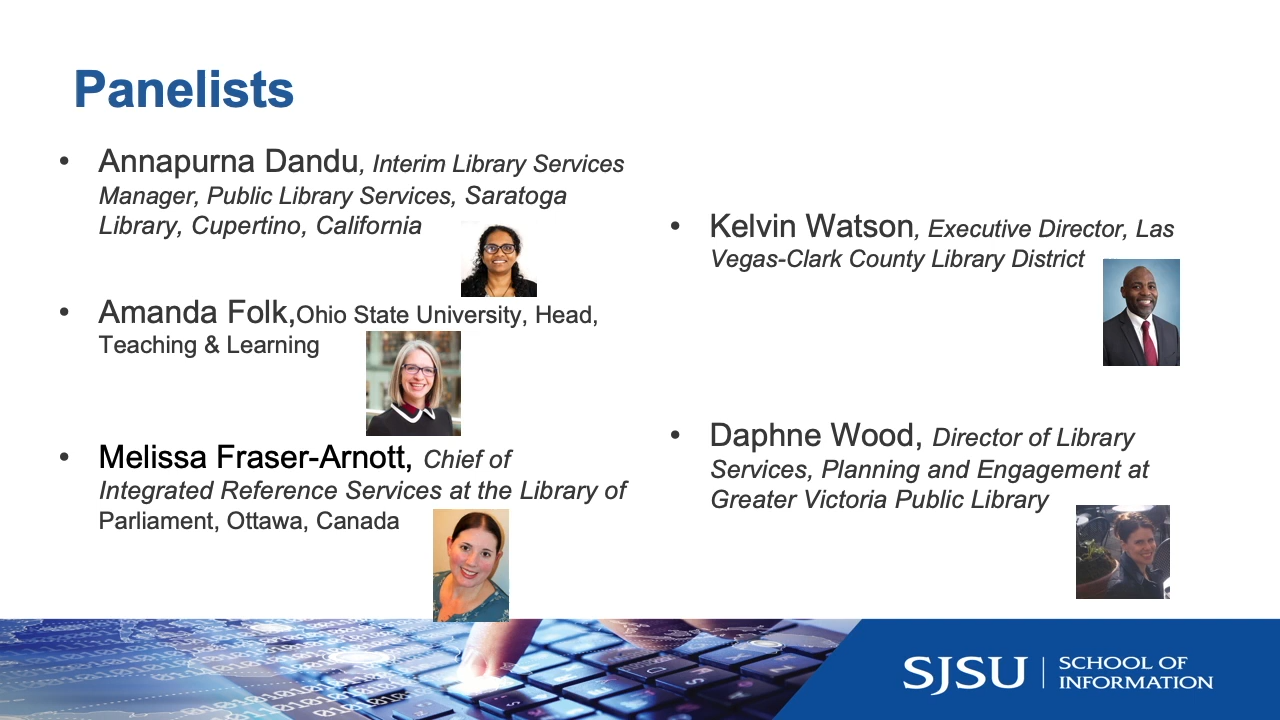 Panelists
• Annapurna Dandu, Interim Library Services
Manager, Public Library Services, Saratoga
Library, Cupertino, California
• Amanda Folk,Ohio State University, Head,
Teaching & Learning
• Melissa Fraser-Arnott, Chief of
Integrated Reference Services at the Library of
Parliament, Ottawa, Canada
• Kelvin Watson, Executive Director, Las
Vegas-Clark County Library District
• Daphne Wood, Director of Library
Services, Planning and Engagement at
Greater Victoria Public Library
SJSU | SCHOOL OF
INFORMATION